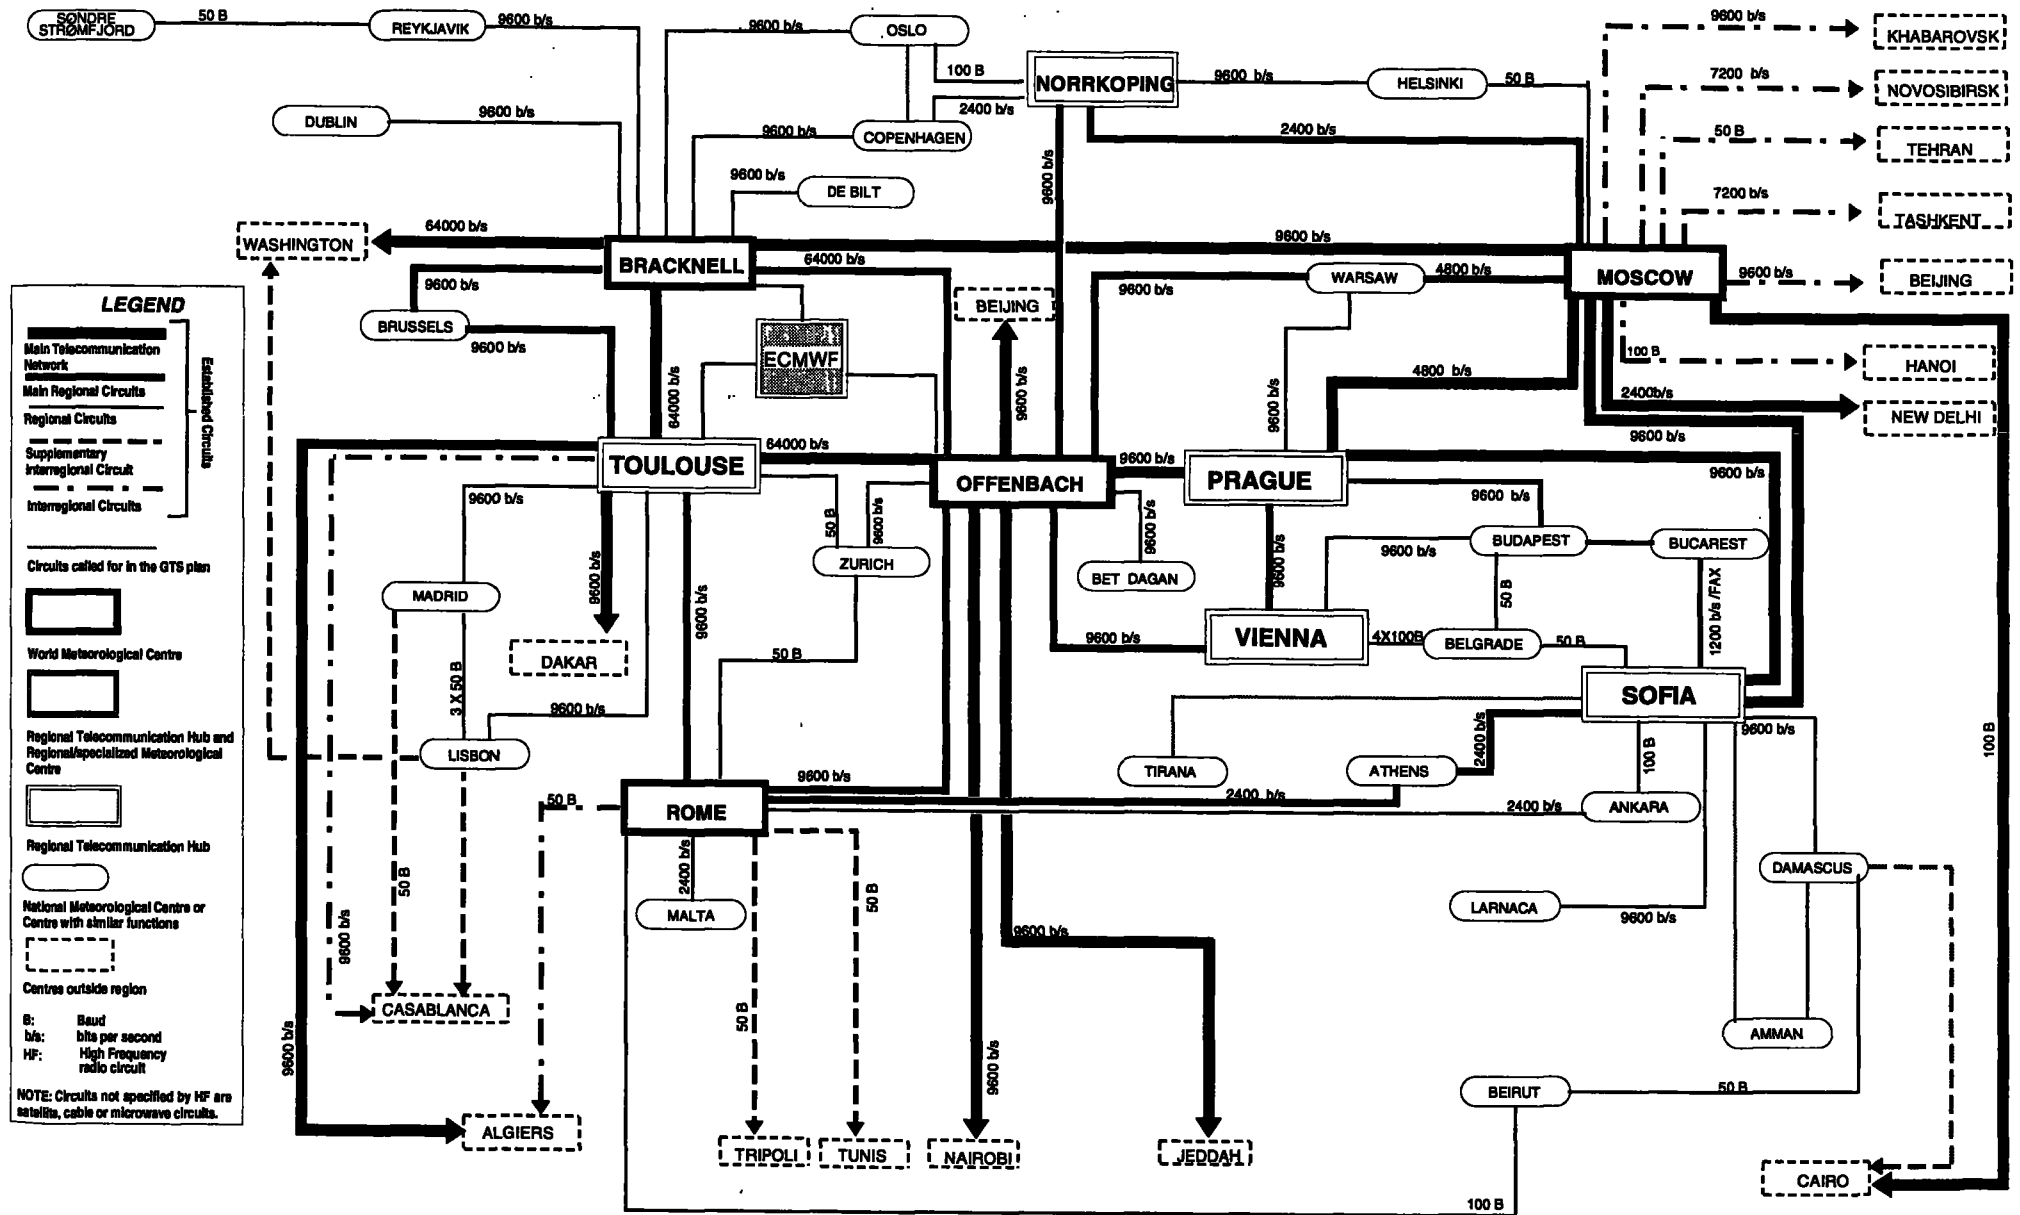 SØNDRE
STRØMFJORD
50 B
REYKJAVIK
9600 b/s
9600 b/s
OSLO
100 B
NORRKOPING
9600 b/s
HELSINKI
50 B
9600 b/s
KHABAROVSK
7200 b/s
NOVOSIBIRSK
DUBLIN
9600 b/s
9600 b/s
COPENHAGEN
2400 b/s
2400 b/s
50 B
TEHRAN
9600 b/s
DE BILT
9600 b/s
7200 b/s
TASHKENT
WASHINGTON
64000 b/s
BRACKNELL
64000 b/s
9600 b/s
MOSCOW
9600 b/s
BEIJING
9600 b/s
BRUSSELS
9600 b/s
BEIJING
9600 b/s
WARSAW
4800 b/s
ECMWF
100 B
HANOI
64000 b/s
9600 b/s
9600 b/s
4800 b/s
2400b/s
NEW DELHI
9600 b/s
LEGEND
Main Telecommunication
Network
Main Regional Circuits
Regional Circuits
Supplementary
Interregional Circuit
Interregional Circuits
Established Circuits
Circuits called for in the GTS plan
World Meteorological Centre
Regional Telecommunication Hub and
Regional/specialized Meteorological
Centre
Regional Telecommunication Hub
National Meteorological Centre or
Centre with similar functions
Centres outside region
B: Baud
b/s: bits per second
HF: High Frequency
radio circuit
NOTE: Circuits not specified by HF are
satellite, cable or microwave circuits.
TOULOUSE
64000 b/s
OFFENBACH
9600 b/s
PRAGUE
9600 b/s
9600 b/s
9600 b/s
50 B
9600 b/s
ZURICH
9600 b/s
BET DAGAN
9600 b/s
9600 b/s
BUDAPEST
BUCAREST
MADRID
9600 b/s
9600 b/s
DAKAR
50 B
50 B
1200 b/s /FAX
9600 b/s
VIENNA
4X100B
BELGRADE
50 B
3 X 50 B
9600 b/s
LISBON
SOFIA
9600 b/s
TIRANA
ATHENS
2400 b/s
100 B
100 B
50 B
ROME
9600 b/s
2400 b/s
2400 b/s
ANKARA
2400 b/s
MALTA
50 B
50 B
DAMASCUS
LARNACA
9600 b/s
9600 b/s
9600 b/s
CASABLANCA
50 B
9600 b/s
9600 b/s
AMMAN
BEIRUT
50 B
ALGIERS
TRIPOLI
TUNIS
NAIROBI
JEDDAH
CAIRO
100 B